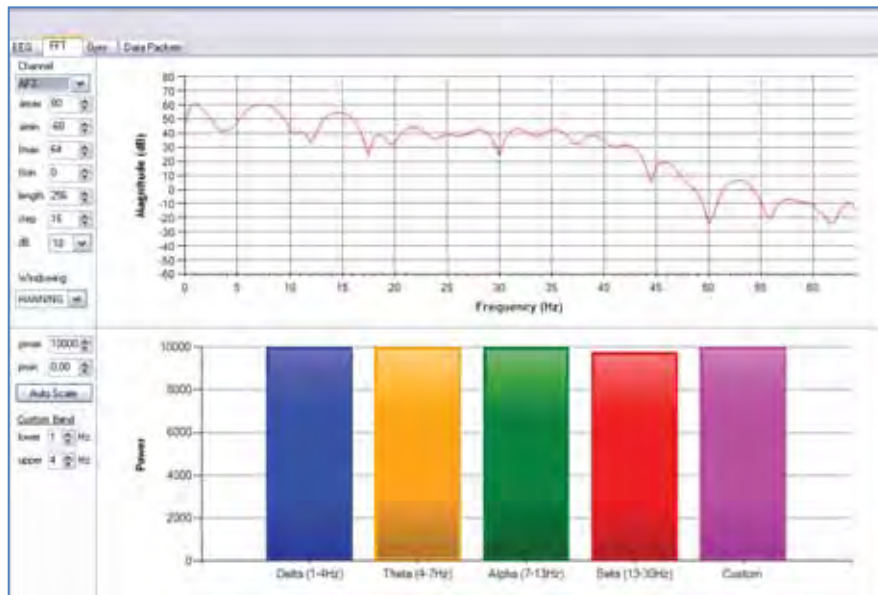 EEG FFT Gyro Data Packets
Channel
AF3
amax 80
amin -60
fmax 64
fmin 0
length 256
step 16
dB 10
Windowing
HANNING
80
70
60
50
40
30
20
10
0
-10
-20
-30
-40
-50
-60
Magnitude (dB)
0 5 10 15 20 25 30 35 40 45 50 55 60
Frequency (Hz)
pmax 10000
pmin 0.00
Auto Scale
Custom Band
lower 1 Hz
upper 4 Hz
10000
8000
6000
4000
2000
0
Power
Delta (1-4Hz) Theta (4-7Hz) Alpha (7-13Hz) Beta (13-30Hz) Custom